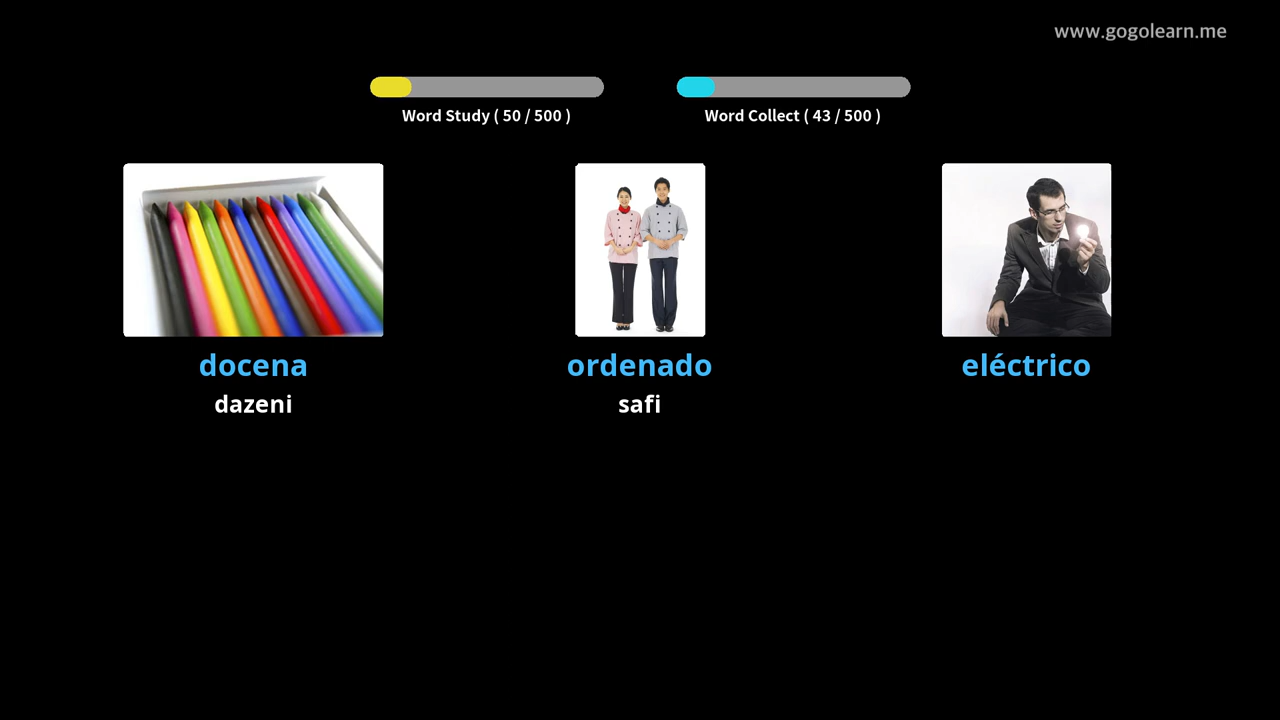 www.gogolearn.me
Word Study ( 50 / 500 )
Word Collect ( 43 / 500 )
docena
dazeni
ordenado
safi
eléctrico